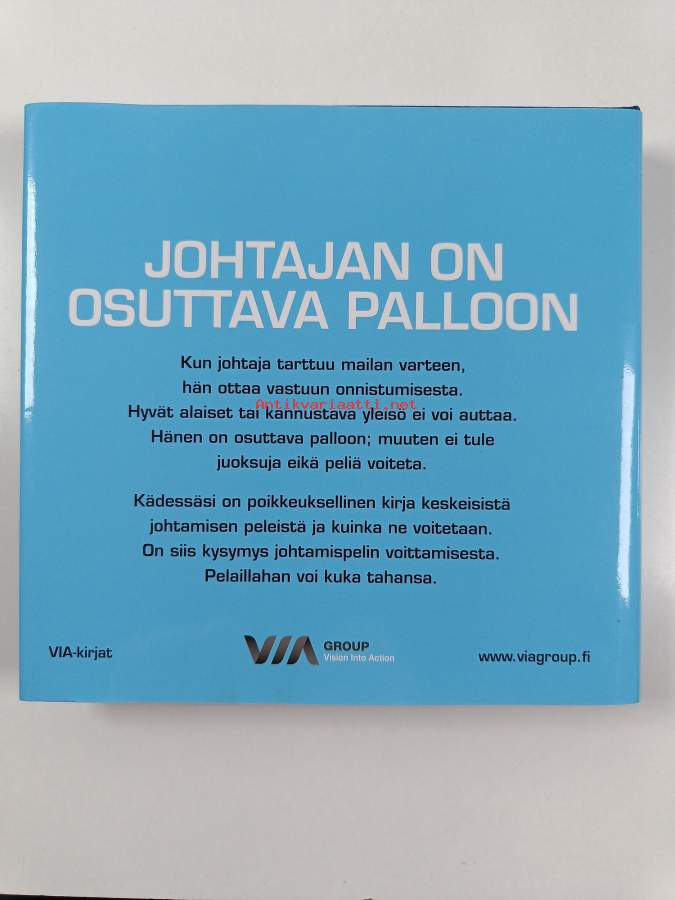 JOHTAJAN ON
OSUTTAVA PALLOON
Kun johtaja tarttuu mailan varteen,
hän ottaa vastuun onnistumisesta.
Antikvariaatti.net
Hyvät alaiset tai kannustava yleisö ei voi auttaa.
Hänen on osuttava palloon; muuten ei tule
juoksuja eikä peliä voiteta.
Kädessäsi on poikkeuksellinen kirja keskeisistä
johtamisen peleistä ja kuinka ne voitetaan.
On siis kysymys johtamispelin voittamisesta.
Pelaillahan voi kuka tahansa.
VIA-kirjat
VIA GROUP
Vision Into Action
www.viagroup.fi